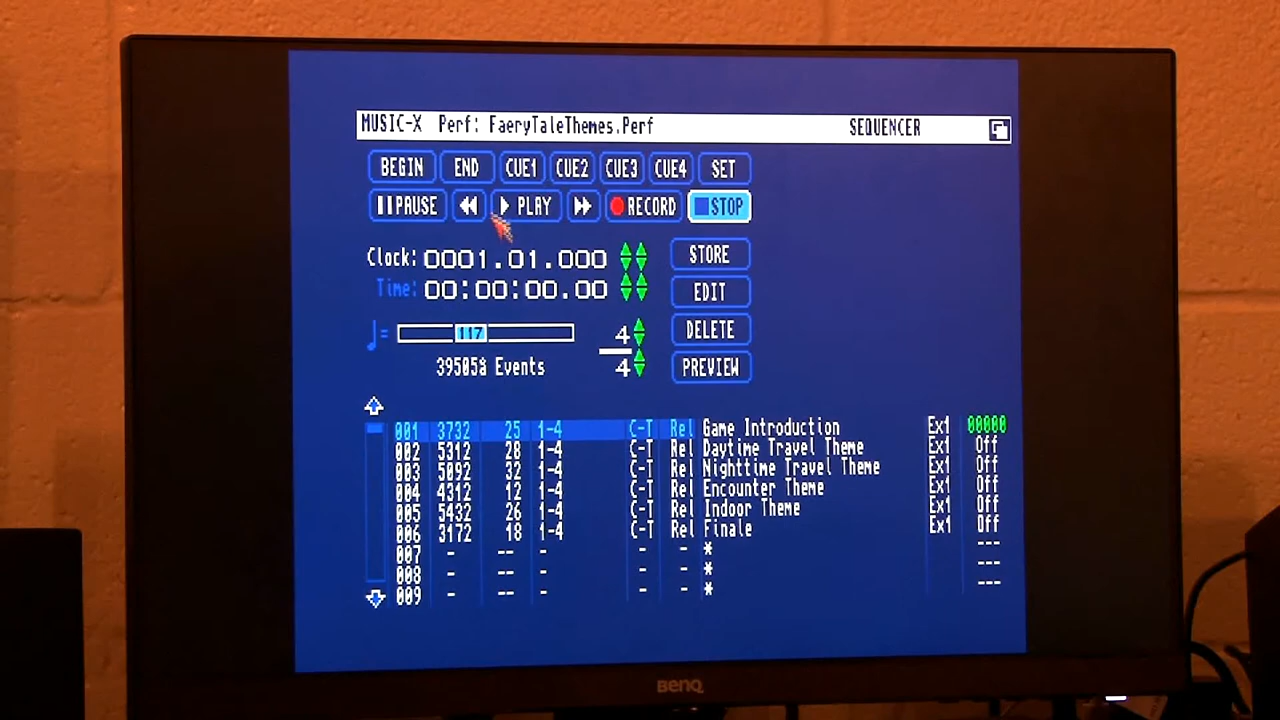 MUSIC-X Perf: FaeryTaleThemes.Perf SEQUENCER
BEGIN END CUE1 CUE2 CUE3 CUE4 SET
PAUSE PLAY RECORD STOP
Clock: 0001.01.000 STORE
Time: 00:00:00.00 EDIT
= 117 4 DELETE
Events 4 PREVIEW
001 3732 25 1-4 C-T Rel Game Introduction Ex1 00000
002 5312 28 1-4 C-T Rel Daytime Travel Theme Ex1 Off
003 5092 32 1-4 C-T Rel Nighttime Travel Theme Ex1 Off
004 4312 12 1-4 C-T Rel Encounter Theme Ex1 Off
005 5432 26 1-4 C-T Rel Indoor Theme Ex1 Off
006 3172 18 1-4 C-T Rel Finale Ex1 Off
007 - -- - - - * ---
008 - -- - - - * ---
009 - -- - - - * ---
BenQ